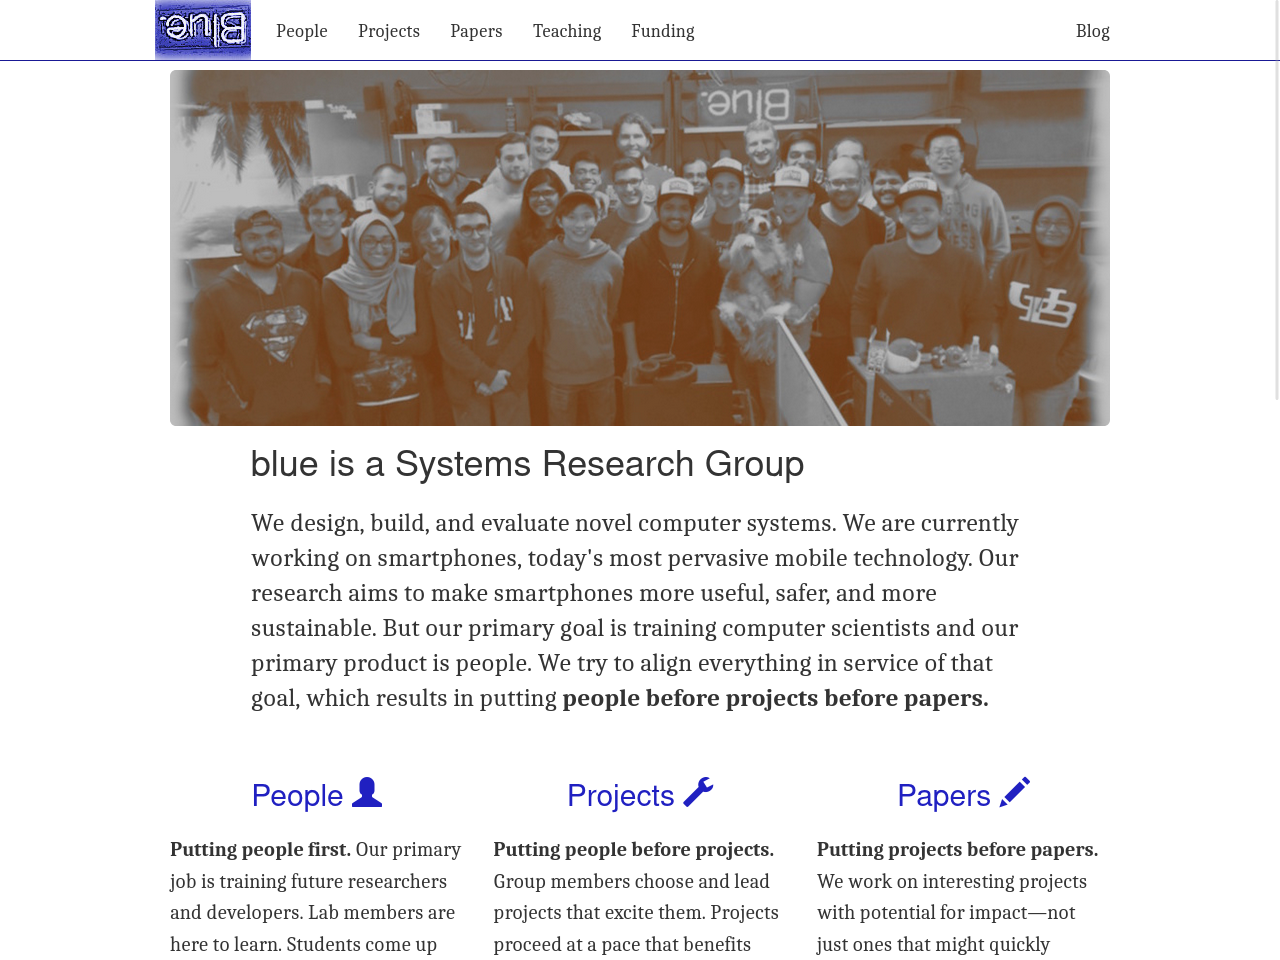 Blue.
People Projects Papers Teaching Funding Blog
Blue.
UB
blue is a Systems Research Group
We design, build, and evaluate novel computer systems. We are currently
working on smartphones, today's most pervasive mobile technology. Our
research aims to make smartphones more useful, safer, and more
sustainable. But our primary goal is training computer scientists and our
primary product is people. We try to align everything in service of that
goal, which results in putting people before projects before papers.
People
Putting people first. Our primary
job is training future researchers
and developers. Lab members are
here to learn. Students come up
Projects
Putting people before projects.
Group members choose and lead
projects that excite them. Projects
proceed at a pace that benefits
Papers
Putting projects before papers.
We work on interesting projects
with potential for impact—not
just ones that might quickly